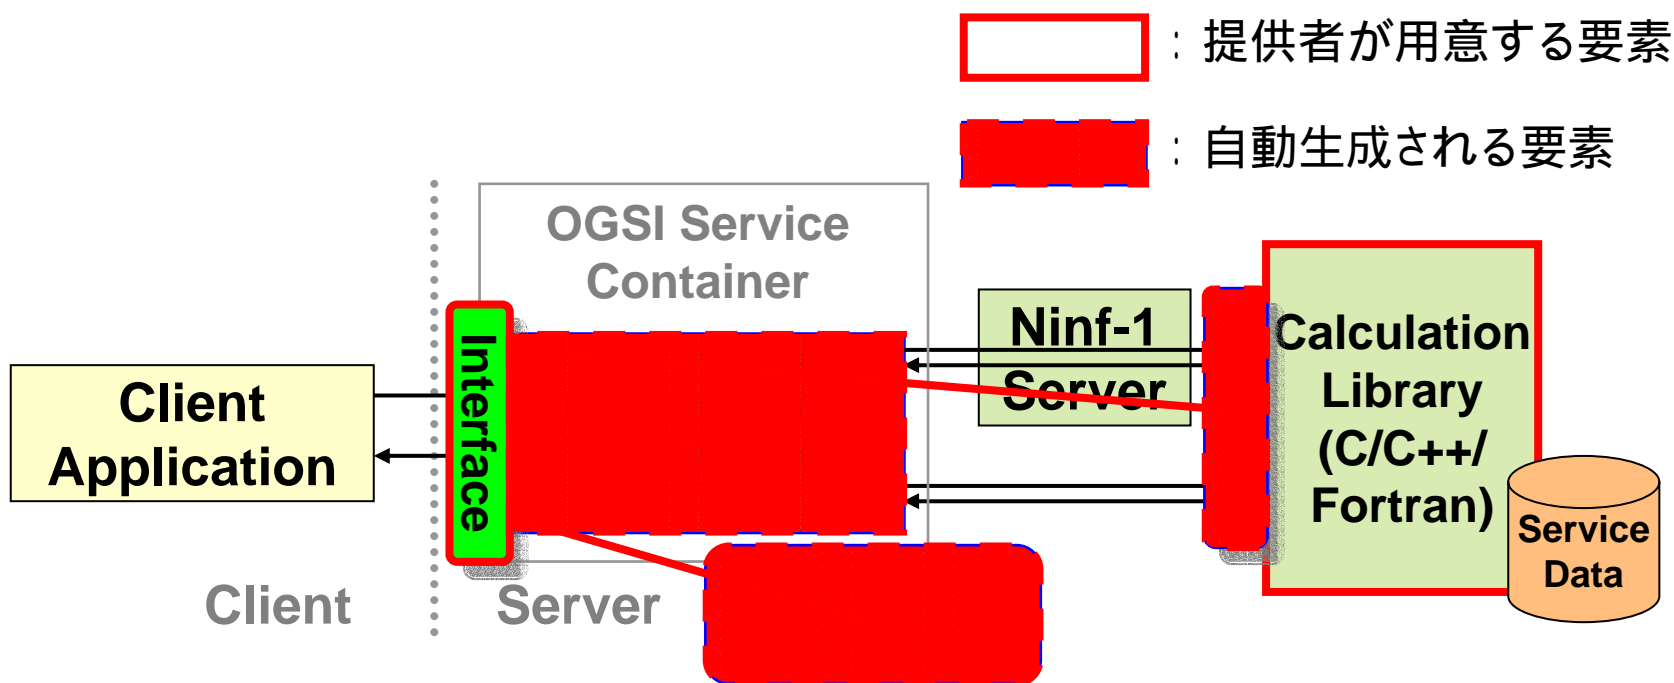 : 提供者が用意する要素
: 自動生成される要素
OGSI Service
Container
Ninf-1
Server
Calculation
Library
(C/C++/
Fortran)
Interface
Client
Application
Service
Data
Client
Server